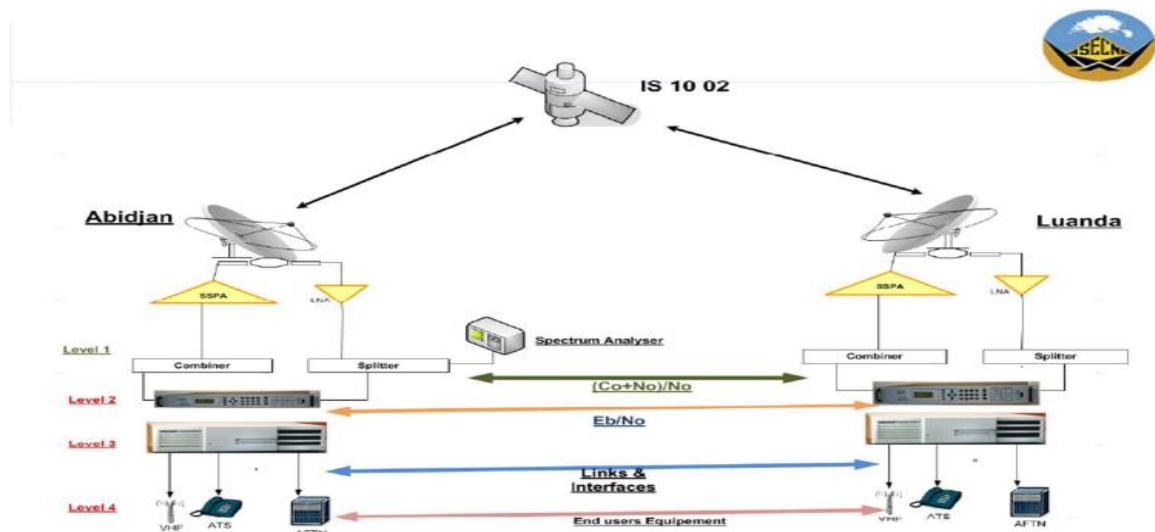 ASECNA
IS 10 02
Abidjan
Luanda
SSPA
LNA
SSPA
LNA
Level 1
Spectrum Analyser
Combiner
Splitter
Combiner
Splitter
(Co+No)/No
Level 2
Eb/No
Level 3
Links &
Interfaces
Level 4
VHF
ATS
AFTN
End users Equipement
VHF
ATS
AFTN